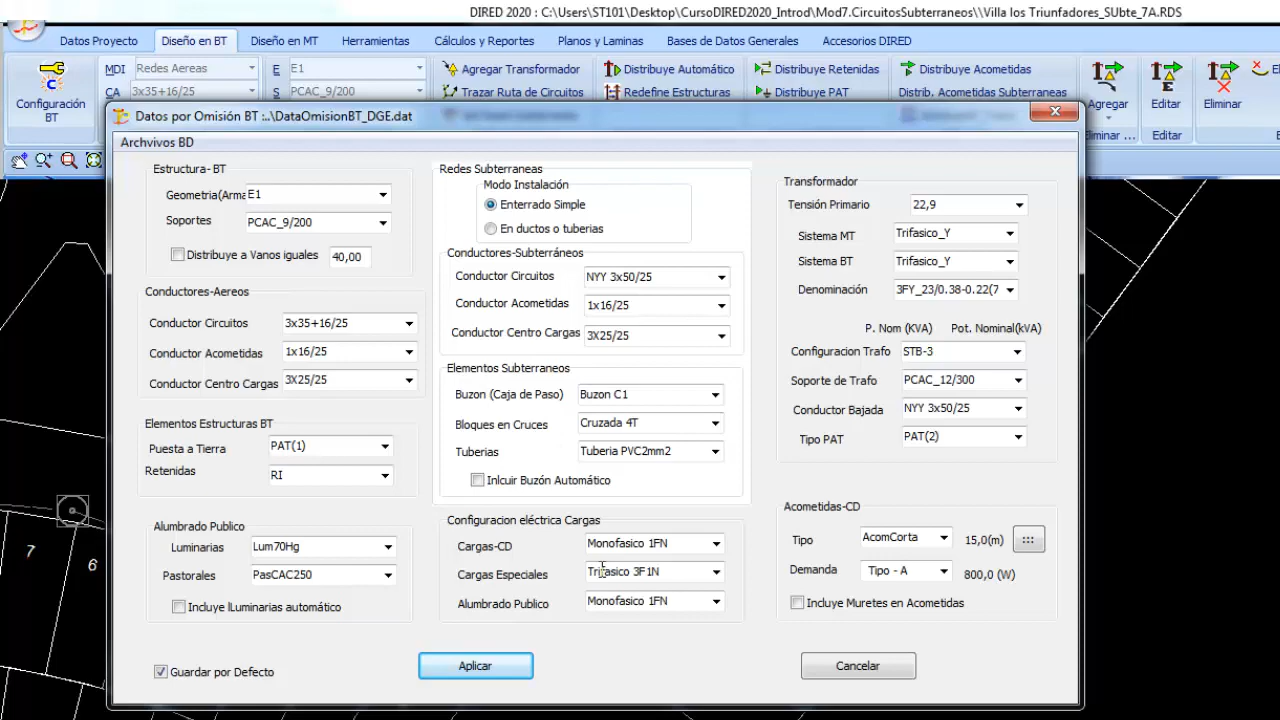 DIRED 2020 : C:\Users\ST101\Desktop\CursoDIRED2020_Introd\Mod7.CircuitosSubterraneos\\Villa los Triunfadores_SUbte_7A.RDS
Datos Proyecto Diseño en BT Diseño en MT Herramientas Cálculos y Reportes Planos y Laminas Bases de Datos Generales Accesorios DIRED
MDI Redes Aereas E E1 Agregar Transformador Distribuye Automático Distribuye Retenidas Distribuye Acometidas
CA 3x35+16/25 S PCAC_9/200 Trazar Ruta de Circuitos Redefine Estructuras Distribuye PAT Distrib. Acometidas Subterraneas
Configuración BT
Agregar Editar Eliminar
Eliminar ... Editar
Datos por Omisión BT :..\DataOmisionBT_DGE.dat
Archvivos BD
Estructura- BT
Geometria(Arma E1
Soportes PCAC_9/200
Distribuye a Vanos iguales 40,00
Conductores-Aereos
Conductor Circuitos 3x35+16/25
Conductor Acometidas 1x16/25
Conductor Centro Cargas 3X25/25
Elementos Estructuras BT
Puesta a Tierra PAT(1)
Retenidas RI
Alumbrado Publico
Luminarias Lum70Hg
Pastorales PasCAC250
Incluye lLuminarias automático
Guardar por Defecto
Redes Subterraneas
Modo Instalación
Enterrado Simple
En ductos o tuberias
Conductores-Subterráneos
Conductor Circuitos NYY 3x50/25
Conductor Acometidas 1x16/25
Conductor Centro Cargas 3X25/25
Elementos Subterraneos
Buzon (Caja de Paso) Buzon C1
Bloques en Cruces Cruzada 4T
Tuberias Tuberia PVC2mm2
Inlcuir Buzón Automático
Configuracion eléctrica Cargas
Cargas-CD Monofasico 1FN
Cargas Especiales Trifasico 3F1N
Alumbrado Publico Monofasico 1FN
Aplicar
Transformador
Tensión Primario 22,9
Sistema MT Trifasico_Y
Sistema BT Trifasico_Y
Denominación 3FY_23/0.38-0.22(7
P. Nom (KVA) Pot. Nominal(kVA)
Configuracion Trafo STB-3
Soporte de Trafo PCAC_12/300
Conductor Bajada NYY 3x50/25
Tipo PAT PAT(2)
Acometidas-CD
Tipo AcomCorta 15,0(m)
Demanda Tipo - A 800,0 (W)
Incluye Muretes en Acometidas
Cancelar
7
6